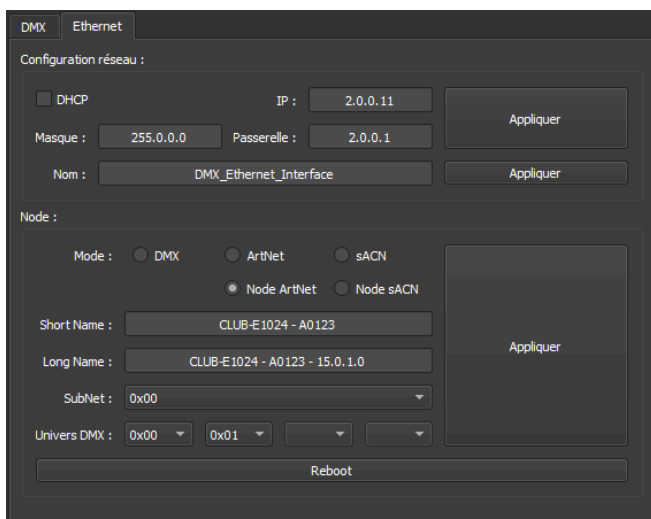 DMX Ethernet
Configuration réseau :
DHCP IP : 2.0.0.11
Appliquer
Masque : 255.0.0.0 Passerelle : 2.0.0.1
Nom : DMX_Ethernet_Interface Appliquer
Node :
Mode : DMX ArtNet sACN
Node ArtNet Node sACN
Short Name : CLUB-E1024 - A0123
Appliquer
Long Name : CLUB-E1024 - A0123 - 15.0.1.0
SubNet : 0x00
Univers DMX : 0x00 0x01
Reboot